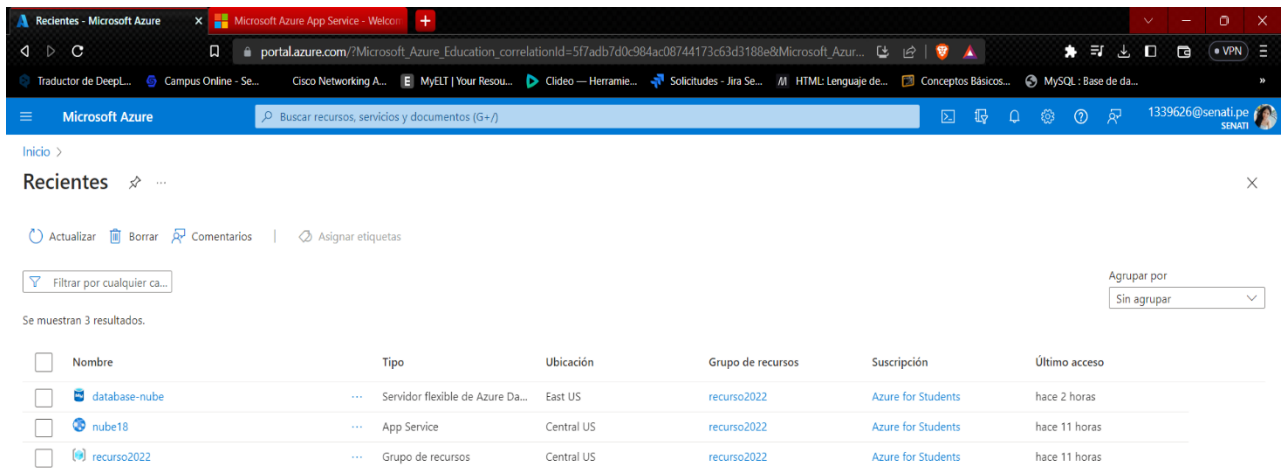 Recientes - Microsoft Azure
Microsoft Azure App Service - Welcom
portal.azure.com/?Microsoft_Azure_Education_correlationId=5f7adb7d0c984ac08744173c63d3188e&Microsoft_Azur...
VPN
Traductor de DeepL... Campus Online - Se... Cisco Networking A... MyELT | Your Resou... Clideo — Herramie... Solicitudes - Jira Se... HTML: Lenguaje de... Conceptos Básicos... MySQL : Base de da... »
Microsoft Azure
Buscar recursos, servicios y documentos (G+/)
1339626@senati.pe
SENATI
Inicio >
Recientes ...
Actualizar Borrar Comentarios | Asignar etiquetas
Filtrar por cualquier ca...
Agrupar por
Sin agrupar
Se muestran 3 resultados.
Nombre Tipo Ubicación Grupo de recursos Suscripción Último acceso
database-nube ... Servidor flexible de Azure Da... East US recurso2022 Azure for Students hace 2 horas
nube18 ... App Service Central US recurso2022 Azure for Students hace 11 horas
recurso2022 ... Grupo de recursos Central US recurso2022 Azure for Students hace 11 horas